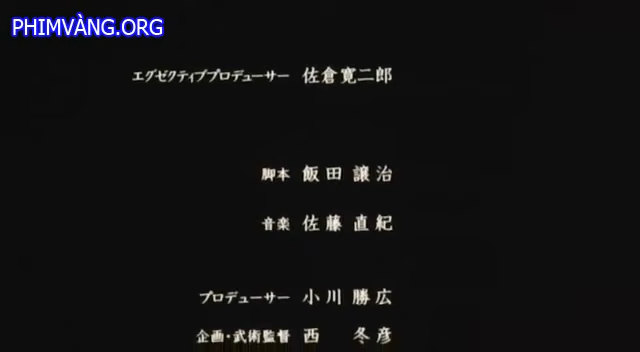 PHIMVÀNG.ORG
エグゼクティブプロデューサー 佐倉寛二郎
脚本 飯田 譲治
音楽 佐藤 直紀
プロデューサー 小川 勝広
企画・武術監督 西 冬彦